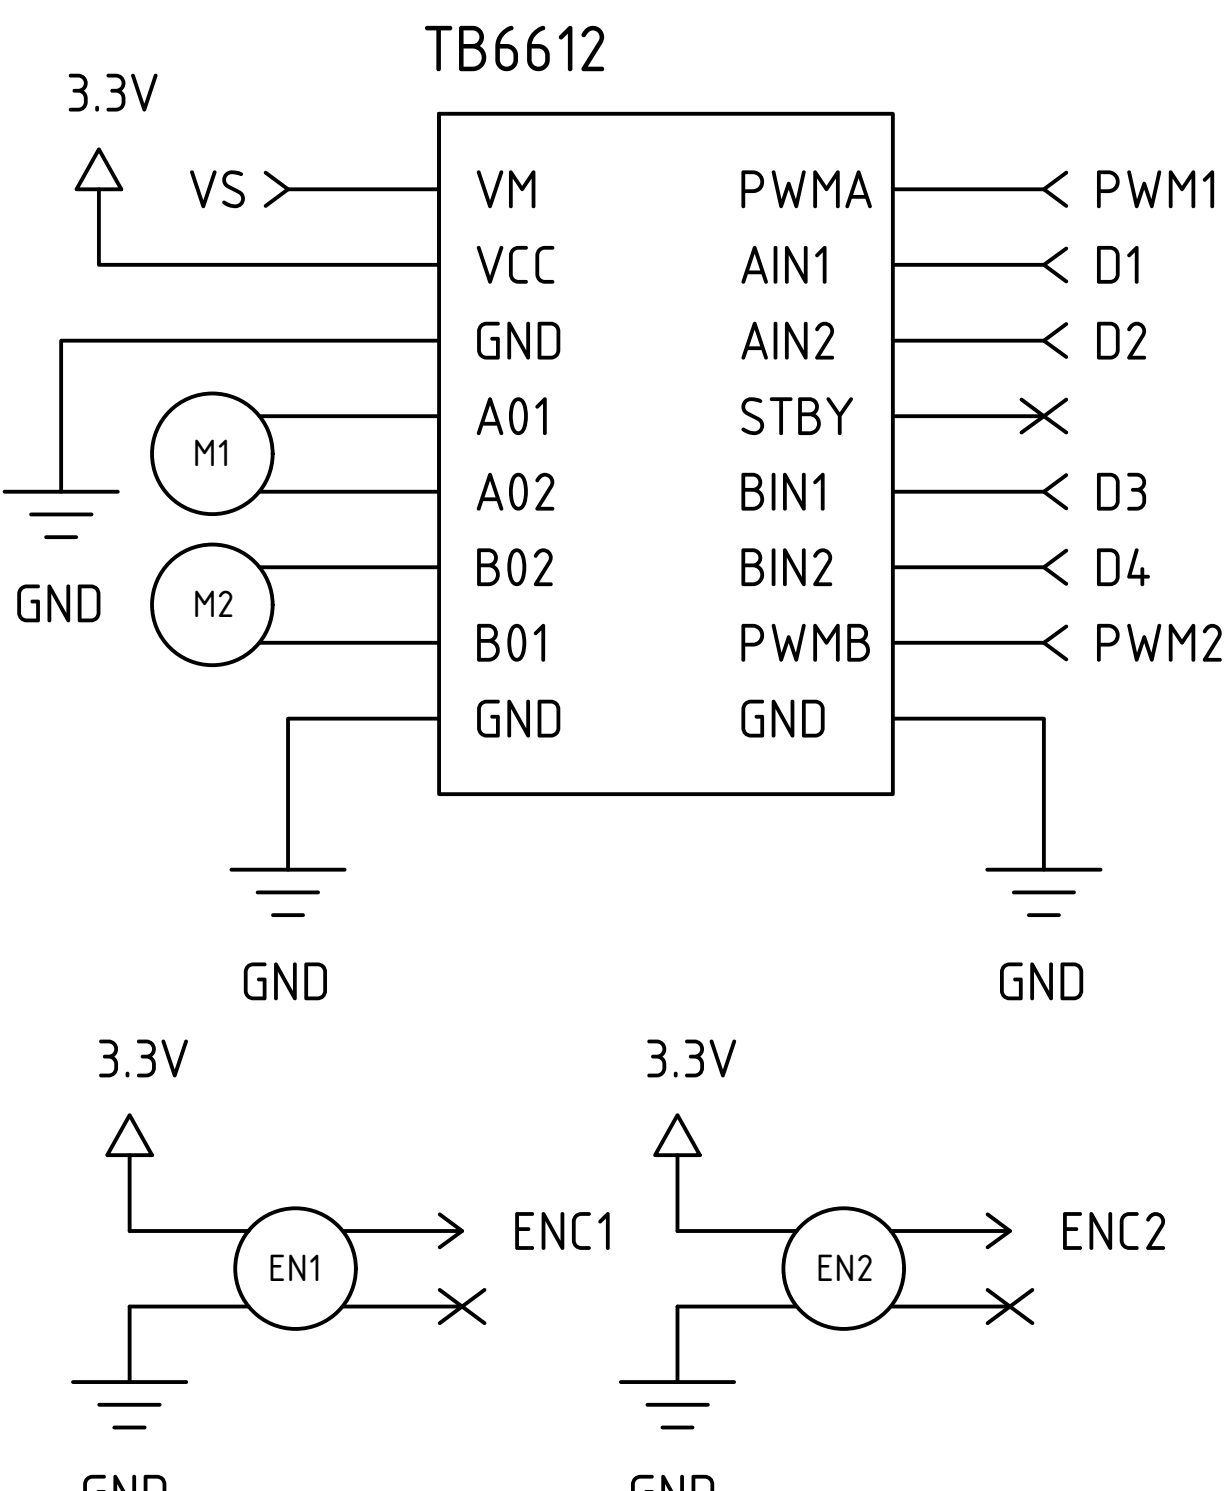 TB6612
3.3V
VS VM PWMA PWM1
VCC AIN1 D1
GND AIN2 D2
A01 STBY
M1
A02 BIN1 D3
B02 BIN2 D4
GND M2
B01 PWMB PWM2
GND GND
GND GND
3.3V 3.3V
ENC1 ENC2
EN1 EN2
GND GND